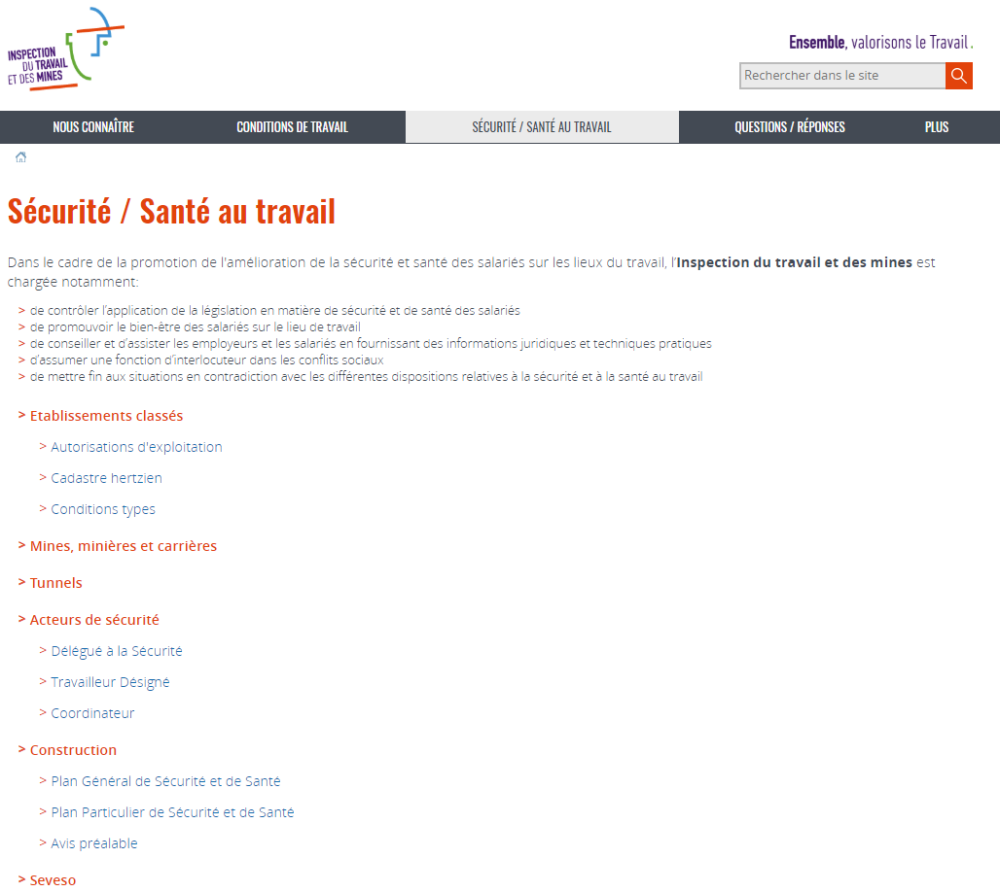 INSPECTION
DU TRAVAIL
ET DES MINES
Ensemble, valorisons le Travail.
Rechercher dans le site
NOUS CONNAÎTRE CONDITIONS DE TRAVAIL SÉCURITÉ / SANTÉ AU TRAVAIL QUESTIONS / RÉPONSES PLUS
Sécurité / Santé au travail
Dans le cadre de la promotion de l'amélioration de la sécurité et santé des salariés sur les lieux du travail, l’Inspection du travail et des mines est
chargée notamment:
> de contrôler l’application de la législation en matière de sécurité et de santé des salariés
> de promouvoir le bien-être des salariés sur le lieu de travail
> de conseiller et d’assister les employeurs et les salariés en fournissant des informations juridiques et techniques pratiques
> d’assumer une fonction d’interlocuteur dans les conflits sociaux
> de mettre fin aux situations en contradiction avec les différentes dispositions relatives à la sécurité et à la santé au travail
> Etablissements classés
> Autorisations d'exploitation
> Cadastre hertzien
> Conditions types
> Mines, minières et carrières
> Tunnels
> Acteurs de sécurité
> Délégué à la Sécurité
> Travailleur Désigné
> Coordinateur
> Construction
> Plan Général de Sécurité et de Santé
> Plan Particulier de Sécurité et de Santé
> Avis préalable
> Seveso